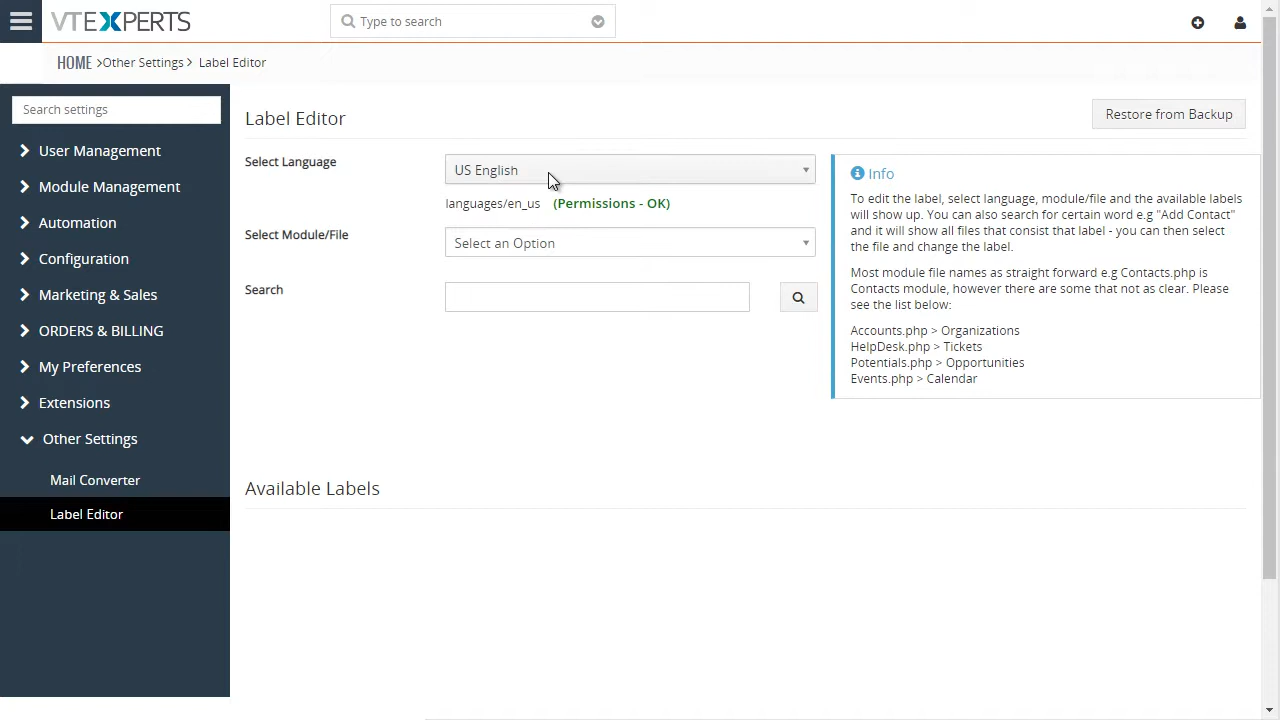 VTEXPERTS
Type to search
HOME >Other Settings > Label Editor
Search settings
User Management
Module Management
Automation
Configuration
Marketing & Sales
ORDERS & BILLING
My Preferences
Extensions
Other Settings
Mail Converter
Label Editor
Label Editor
Restore from Backup
Select Language
US English
languages/en_us (Permissions - OK)
Select Module/File
Select an Option
Search
Info
To edit the label, select language, module/file and the available labels
will show up. You can also search for certain word e.g "Add Contact"
and it will show all files that consist that label - you can then select
the file and change the label.
Most module file names as straight forward e.g Contacts.php is
Contacts module, however there are some that not as clear. Please
see the list below:
Accounts.php > Organizations
HelpDesk.php > Tickets
Potentials.php > Opportunities
Events.php > Calendar
Available Labels